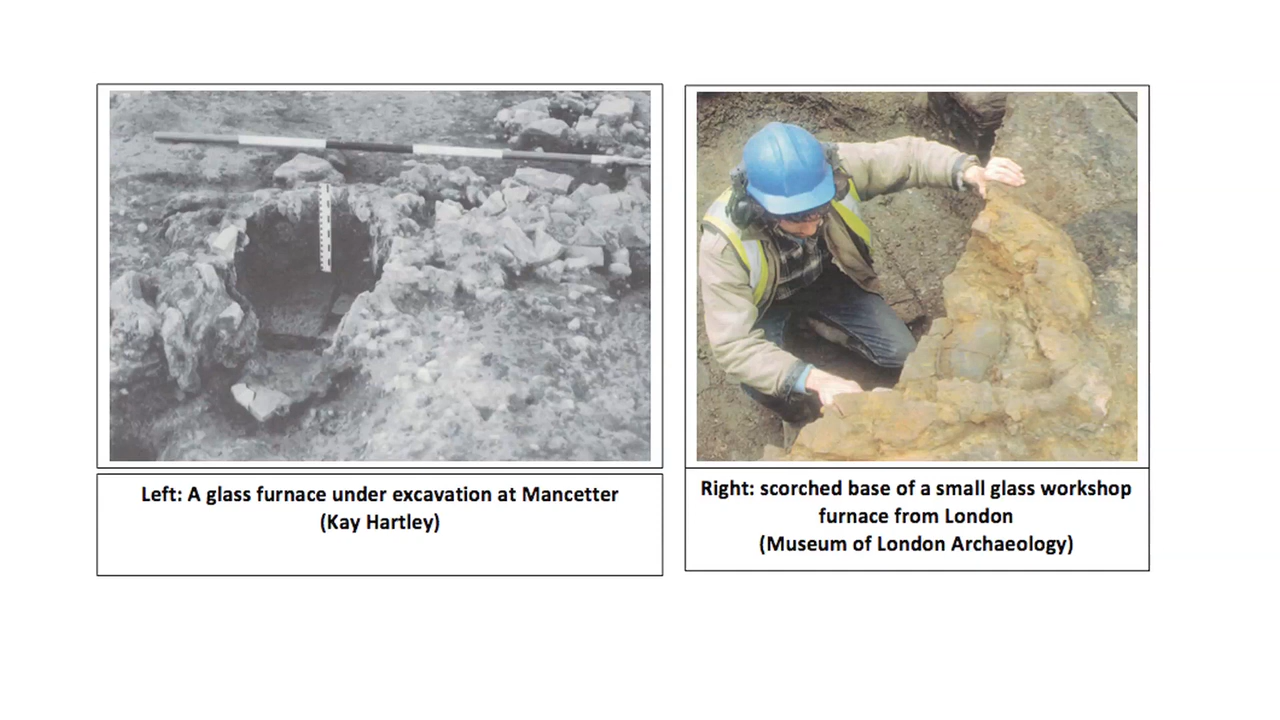 Left: A glass furnace under excavation at Mancetter
(Kay Hartley)
Right: scorched base of a small glass workshop
furnace from London
(Museum of London Archaeology)